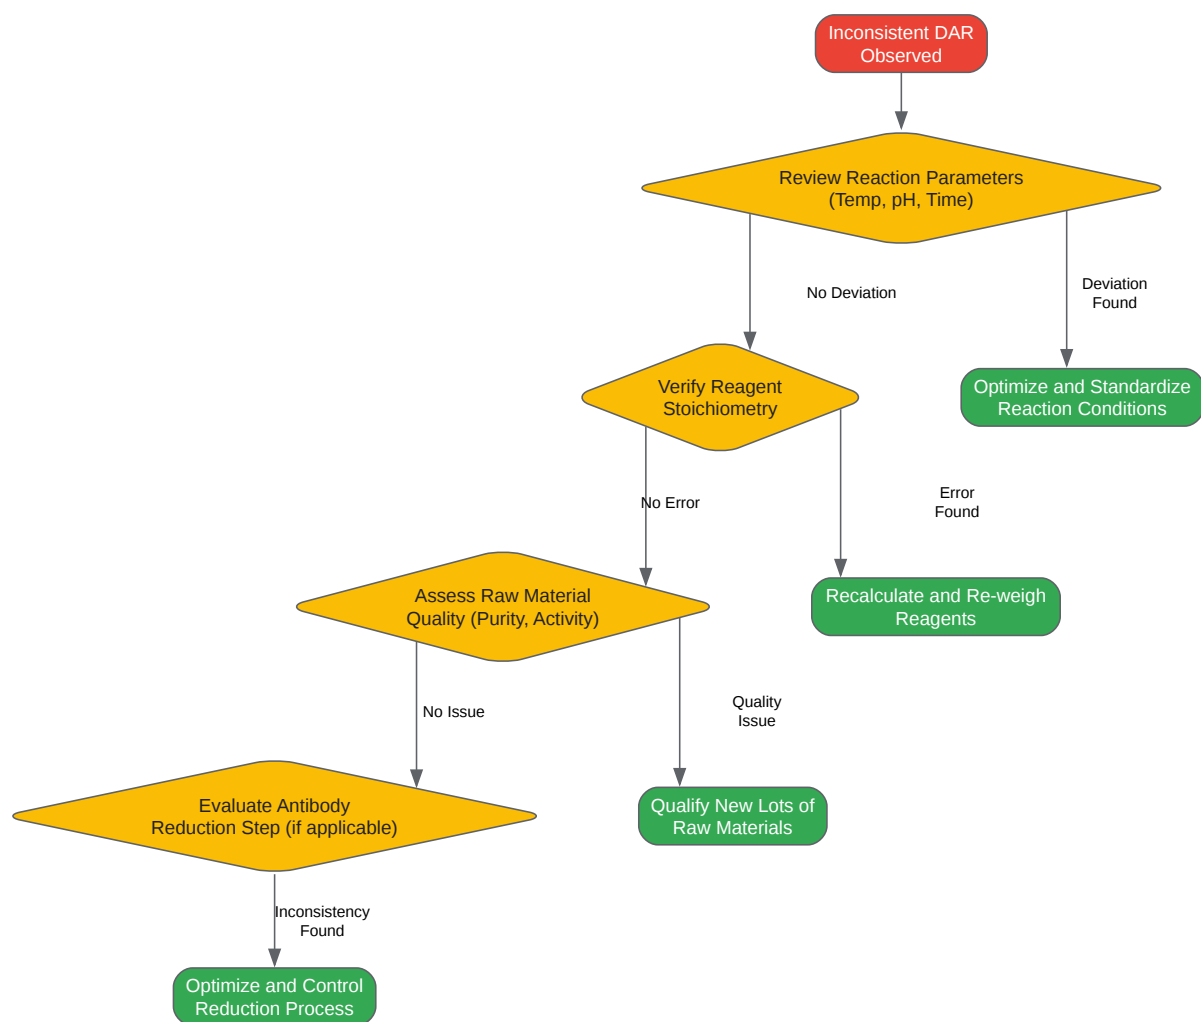 Inconsistent DAR
Observed
Review Reaction Parameters
(Temp, pH, Time)
No Deviation
Deviation
Found
Verify Reagent
Stoichiometry
Optimize and Standardize
Reaction Conditions
No Error
Error
Found
Assess Raw Material
Quality (Purity, Activity)
Recalculate and Re-weigh
Reagents
No Issue
Quality
Issue
Evaluate Antibody
Reduction Step (if applicable)
Qualify New Lots of
Raw Materials
Inconsistency
Found
Optimize and Control
Reduction Process